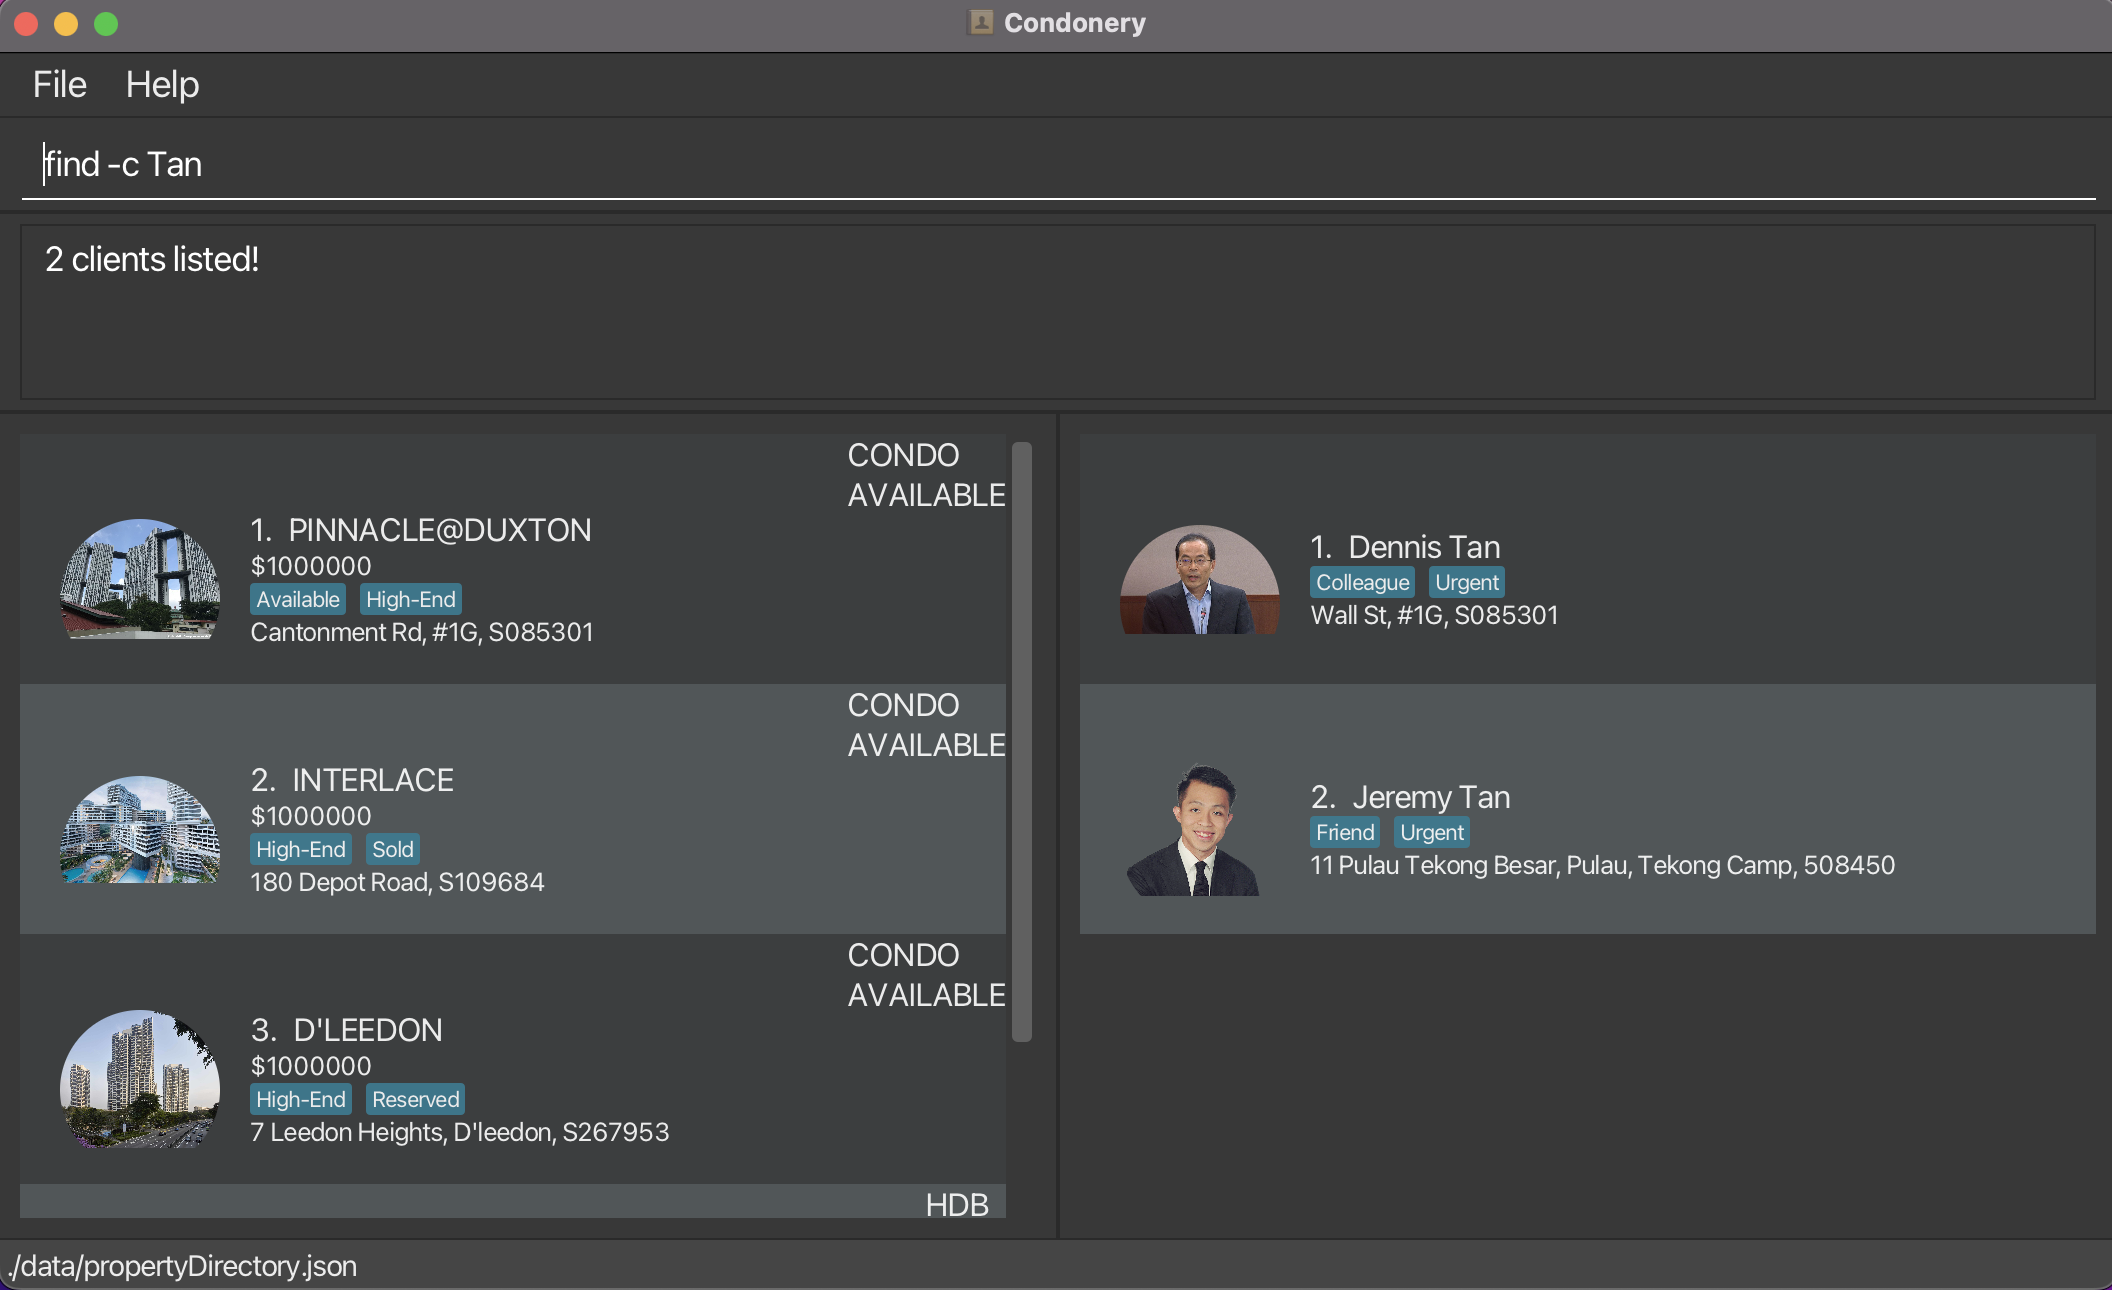 Condonery
File Help
find -c Tan
2 clients listed!
CONDO
AVAILABLE
1. PINNACLE@DUXTON
$1000000
Available High-End
Cantonment Rd, #1G, S085301
CONDO
AVAILABLE
2. INTERLACE
$1000000
High-End Sold
180 Depot Road, S109684
CONDO
AVAILABLE
3. D'LEEDON
$1000000
High-End Reserved
7 Leedon Heights, D'leedon, S267953
HDB
1. Dennis Tan
Colleague Urgent
Wall St, #1G, S085301
2. Jeremy Tan
Friend Urgent
11 Pulau Tekong Besar, Pulau, Tekong Camp, 508450
./data/propertyDirectory.json